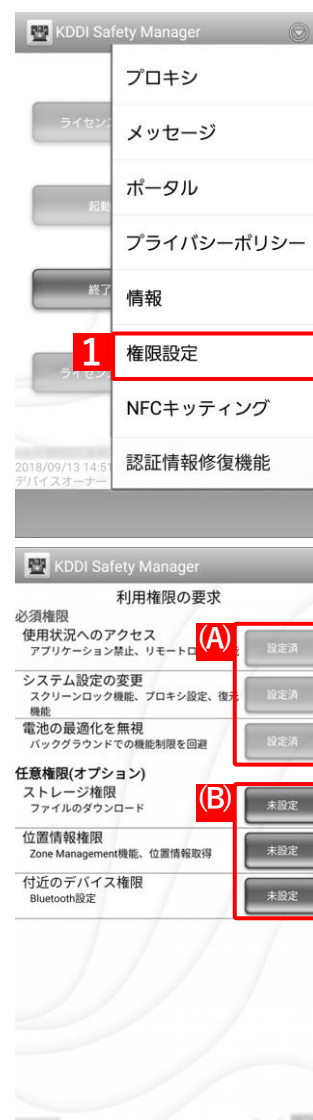 KDDI Safety Manager
プロキシ
ライセン
メッセージ
起動
ポータル
プライバシーポリシー
終了
情報
1
権限設定
ライセン
NFCキッティング
2018/09/13 14:51
認証情報修復機能
デバイスオーナー
KDDI Safety Manager
利用権限の要求
必須権限
使用状況へのアクセス
(A)
アプリケーション禁止、リモートロ
設定済
システム設定の変更
スクリーンロック機能、プロキシ設定、復元
機能
設定済
電池の最適化を無視
バックグラウンドでの機能制限を回避
設定済
任意権限(オプション)
ストレージ権限
(B)
ファイルのダウンロード
未設定
位置情報権限
Zone Management機能、位置情報取得
未設定
付近のデバイス権限
Bluetooth設定
未設定